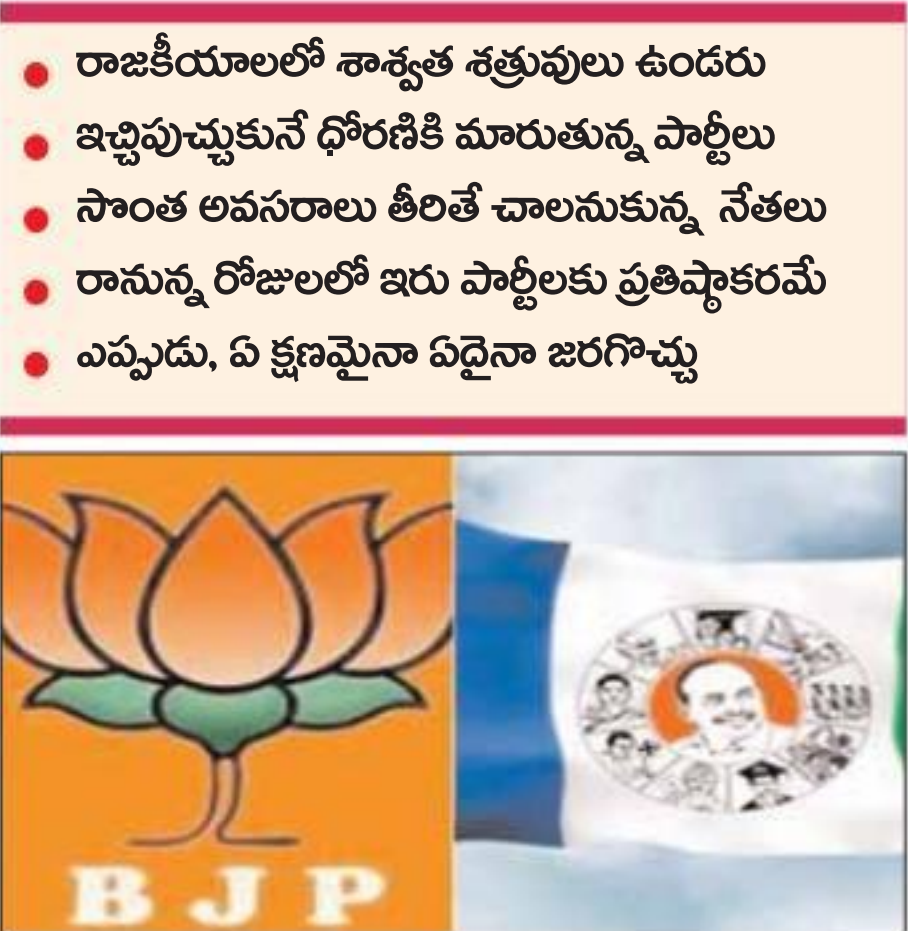 రాజకీయాలలో శాశ్వత శత్రువులు ఉండరు
ఇచ్చిపుచ్చుకునే ధోరణికి మారుతున్న పార్టీలు
సొంత అవసరాలు తీరితే చాలనుకున్న నేతలు
రానున్న రోజులలో ఇరు పార్టీలకు ప్రతిష్ఠాకరమే
ఎప్పుడు, ఏ క్షణమైనా ఏదైనా జరగొచ్చు
BJP